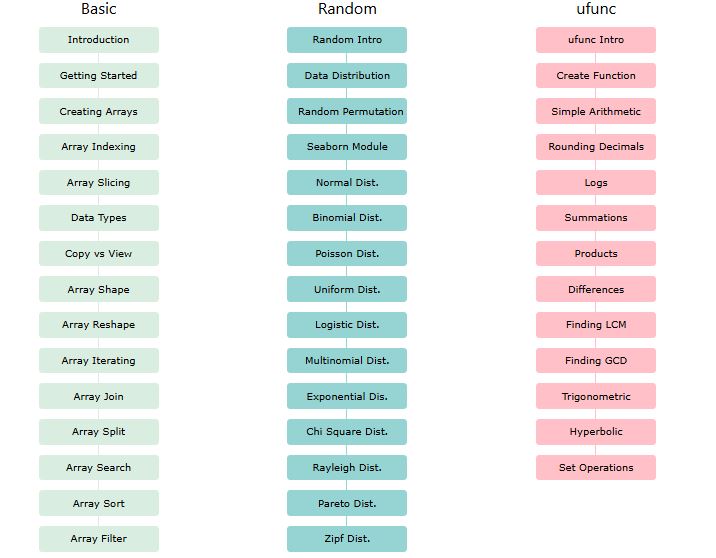 Basic
Introduction
Getting Started
Creating Arrays
Array Indexing
Array Slicing
Data Types
Copy vs View
Array Shape
Array Reshape
Array Iterating
Array Join
Array Split
Array Search
Array Sort
Array Filter
Random
Random Intro
Data Distribution
Random Permutation
Seaborn Module
Normal Dist.
Binomial Dist.
Poisson Dist.
Uniform Dist.
Logistic Dist.
Multinomial Dist.
Exponential Dis.
Chi Square Dist.
Rayleigh Dist.
Pareto Dist.
Zipf Dist.
ufunc
ufunc Intro
Create Function
Simple Arithmetic
Rounding Decimals
Logs
Summations
Products
Differences
Finding LCM
Finding GCD
Trigonometric
Hyperbolic
Set Operations